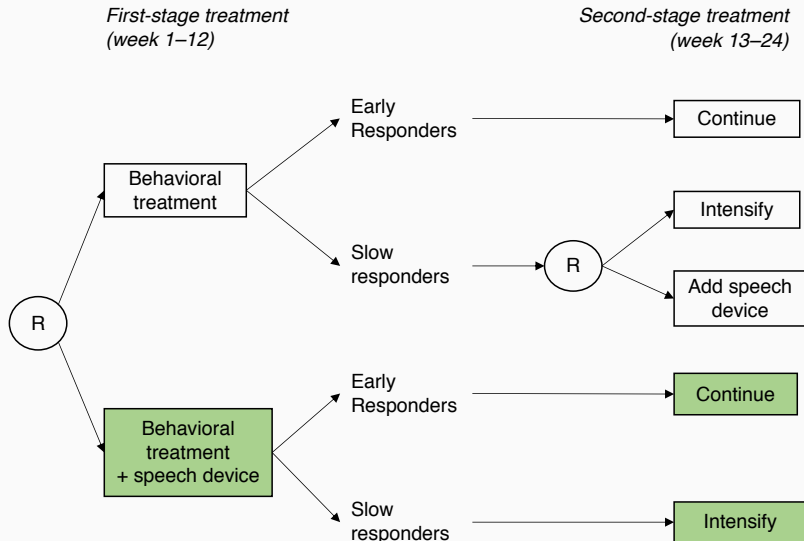 First-stage treatment
(week 1–12)
Second-stage treatment
(week 13–24)
Early
Responders
Continue
Behavioral
treatment
Intensify
Slow
responders
R
Add speech
device
R
Early
Responders
Continue
Behavioral
treatment
+ speech device
Slow
responders
Intensify